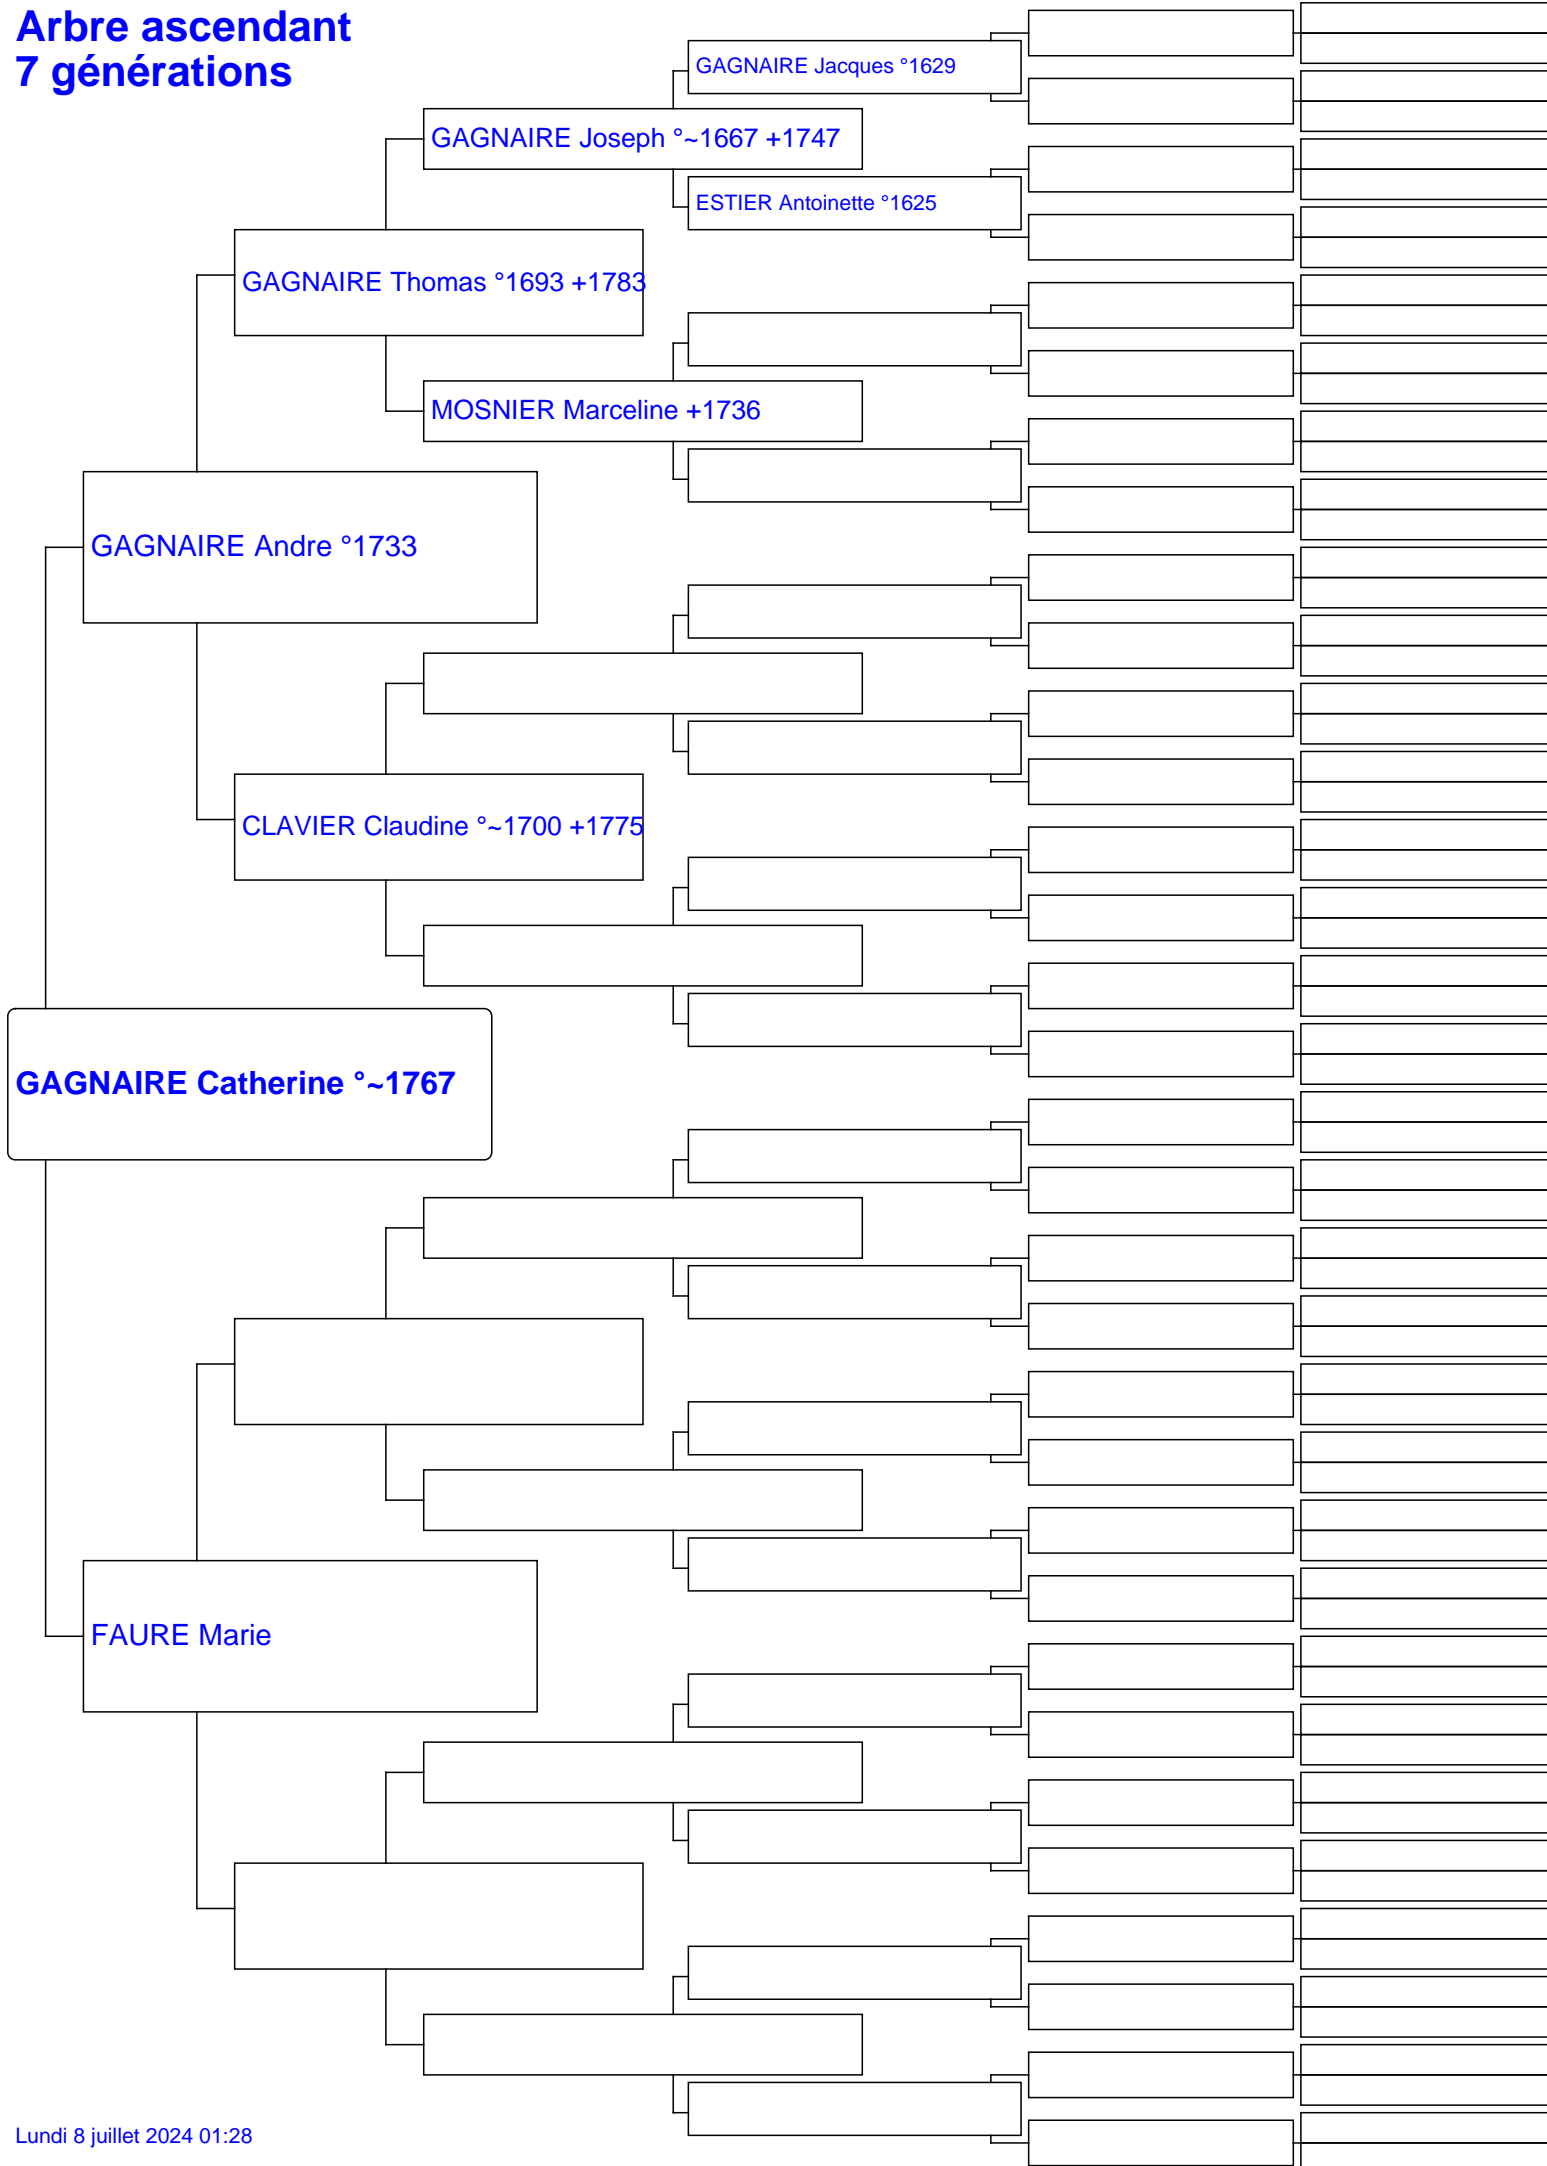 Arbre ascendant
7 générations
GAGNAIRE Jacques °1629
GAGNAIRE Joseph °~1667 +1747
ESTIER Antoinette °1625
GAGNAIRE Thomas °1693 +1783
MOSNIER Marceline +1736
GAGNAIRE Andre °1733
CLAVIER Claudine °~1700 +1775
GAGNAIRE Catherine °~1767
FAURE Marie
Lundi 8 juillet 2024 01:28